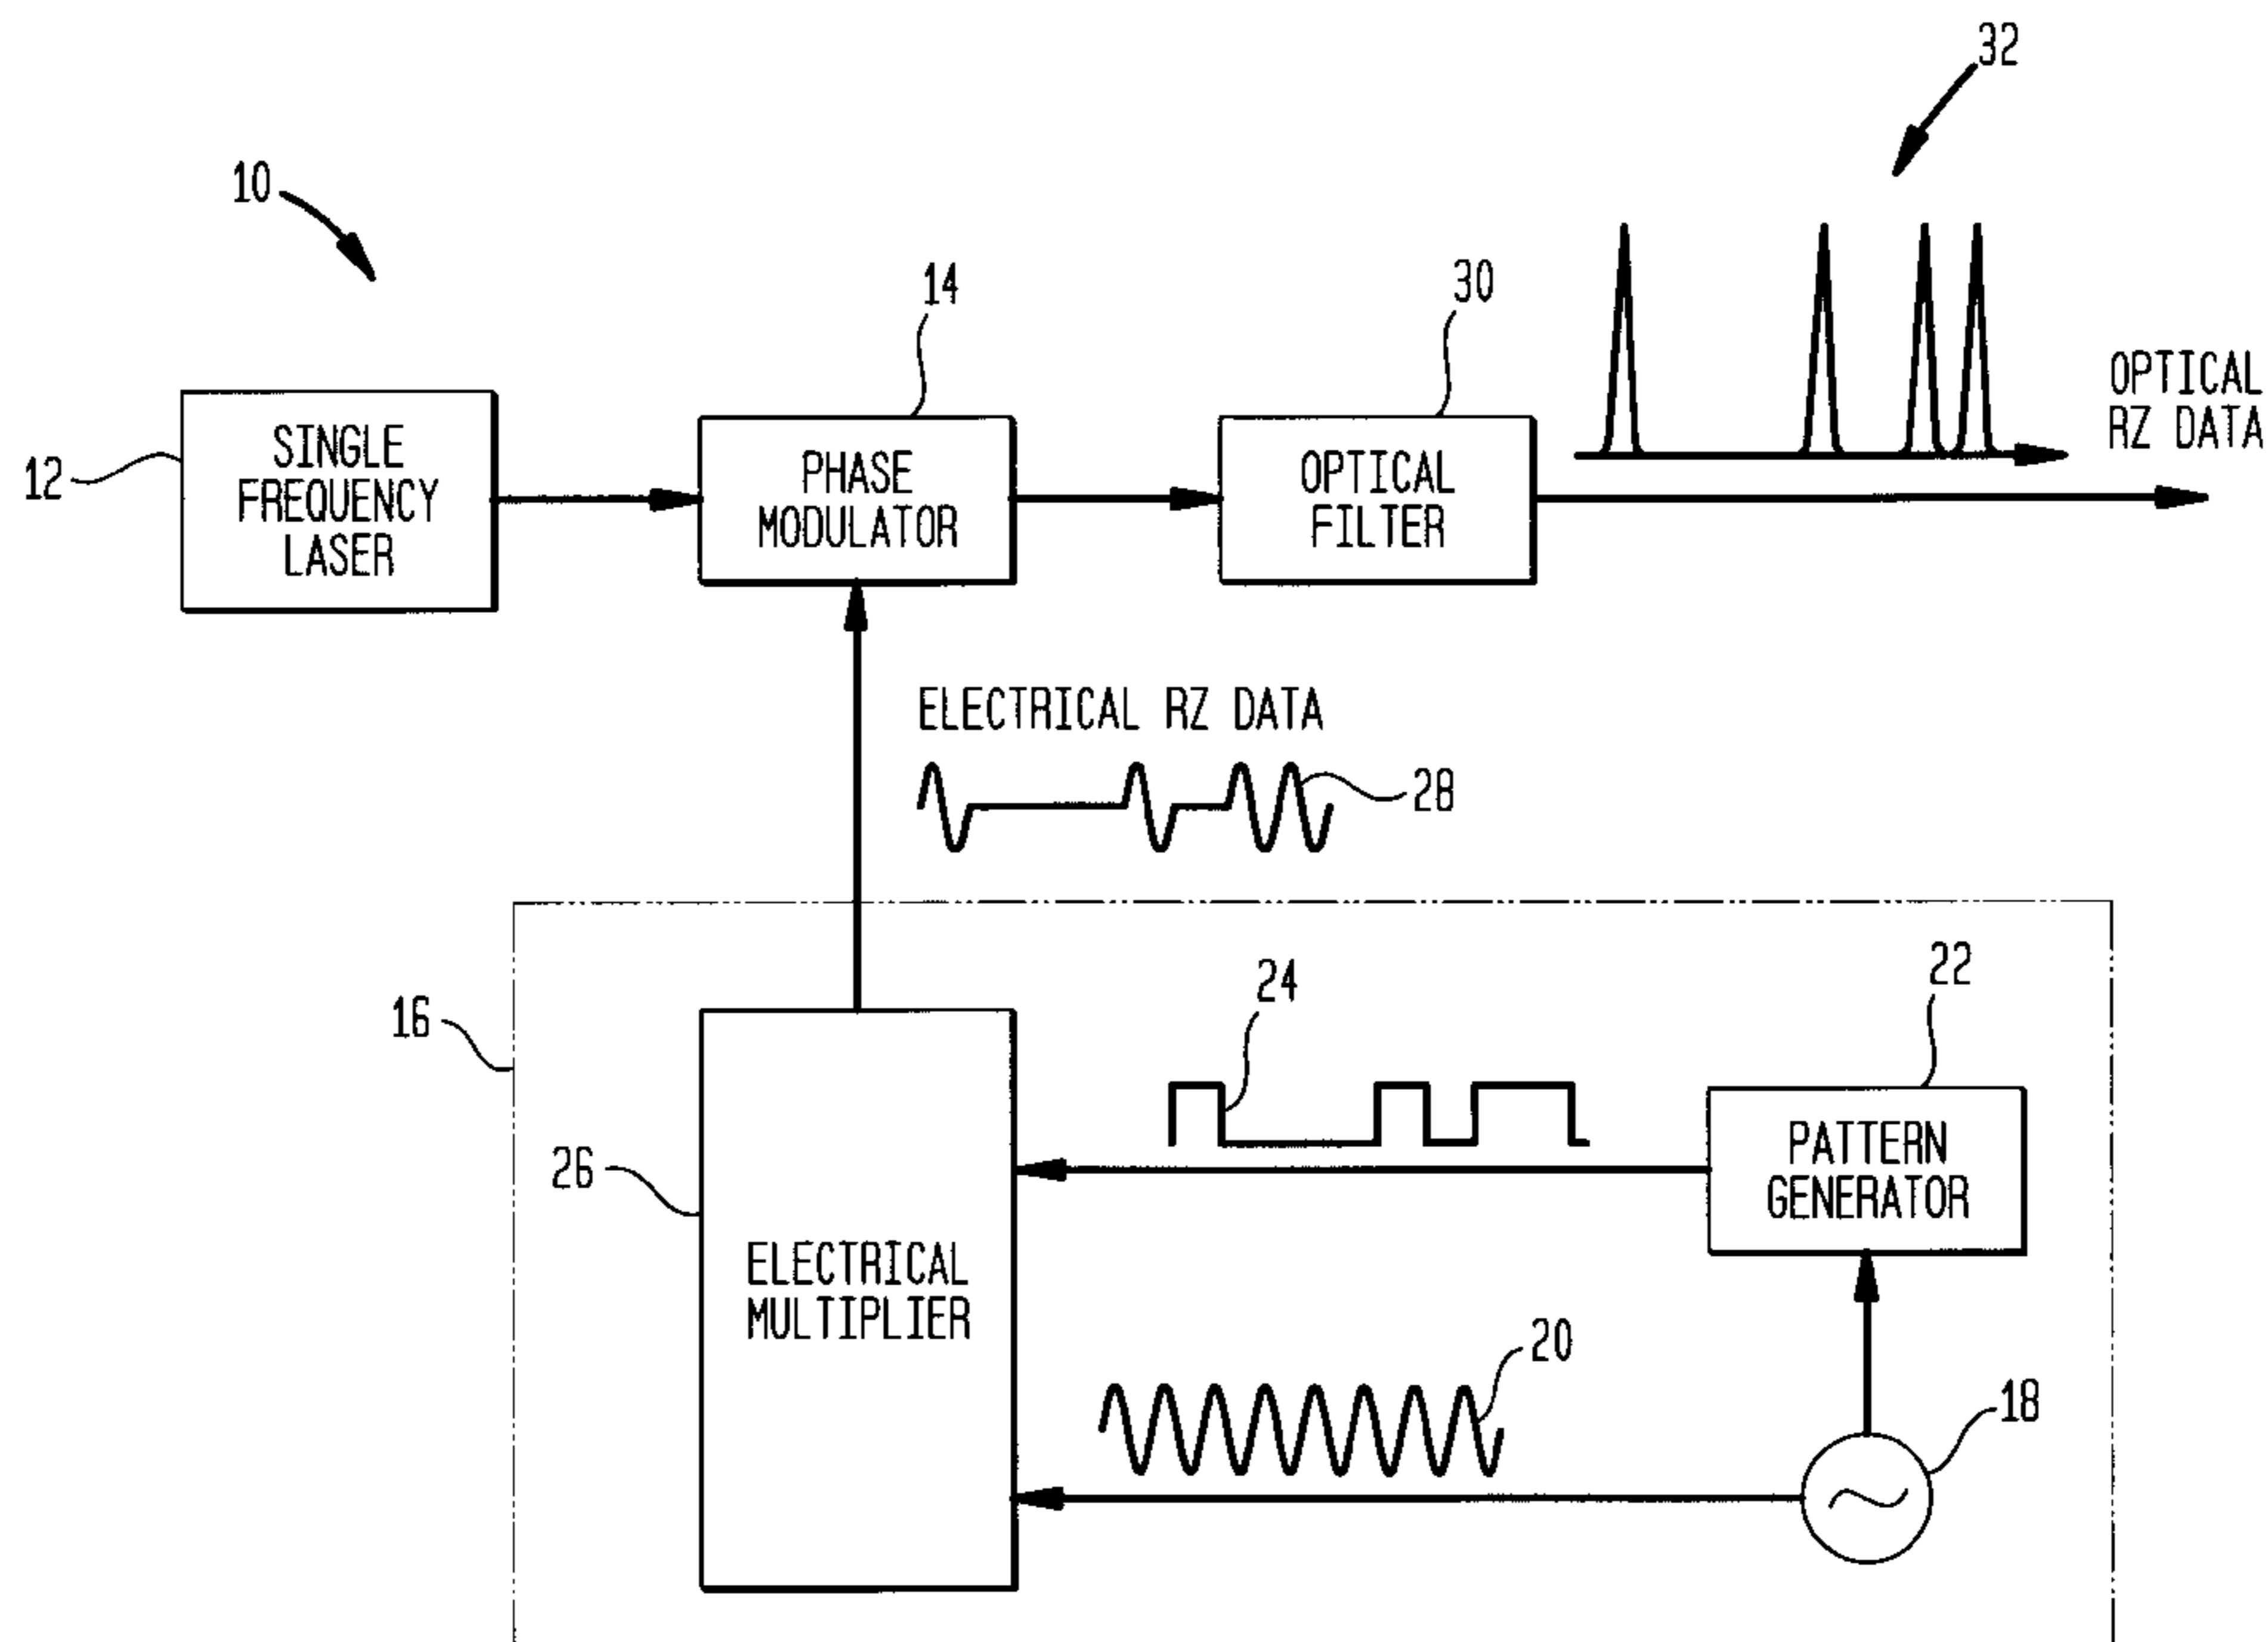 32
10
14
30
OPTICAL
RZ DATA
12
SINGLE
FREQUENCY
LASER
PHASE
MODULATOR
OPTICAL
FILTER
ELECTRICAL RZ DATA
28
16
24
22
26
PATTERN
GENERATOR
ELECTRICAL
MULTIPLIER
20
18